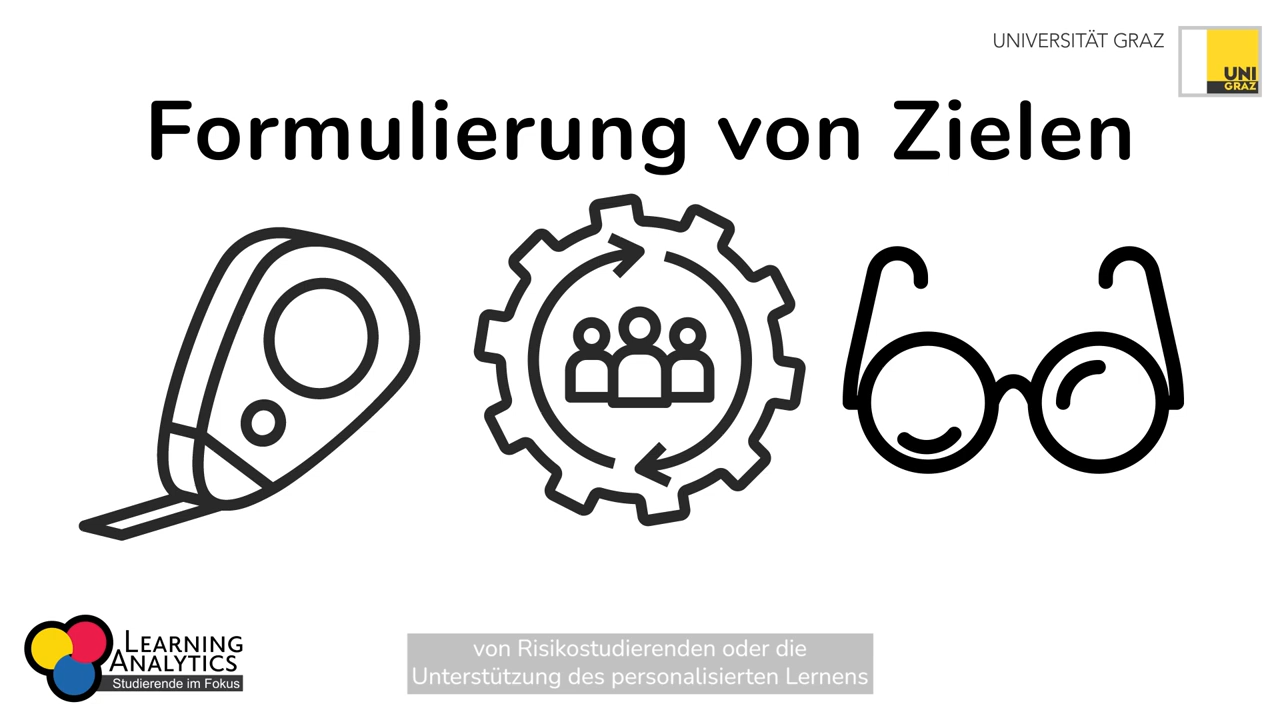 UNIVERSITÄT GRAZ
UNI
GRAZ
Formulierung von Zielen
LEARNING
ANALYTICS
Studierende im Fokus
von Risikostudierenden oder die
Unterstützung des personalisierten Lernens